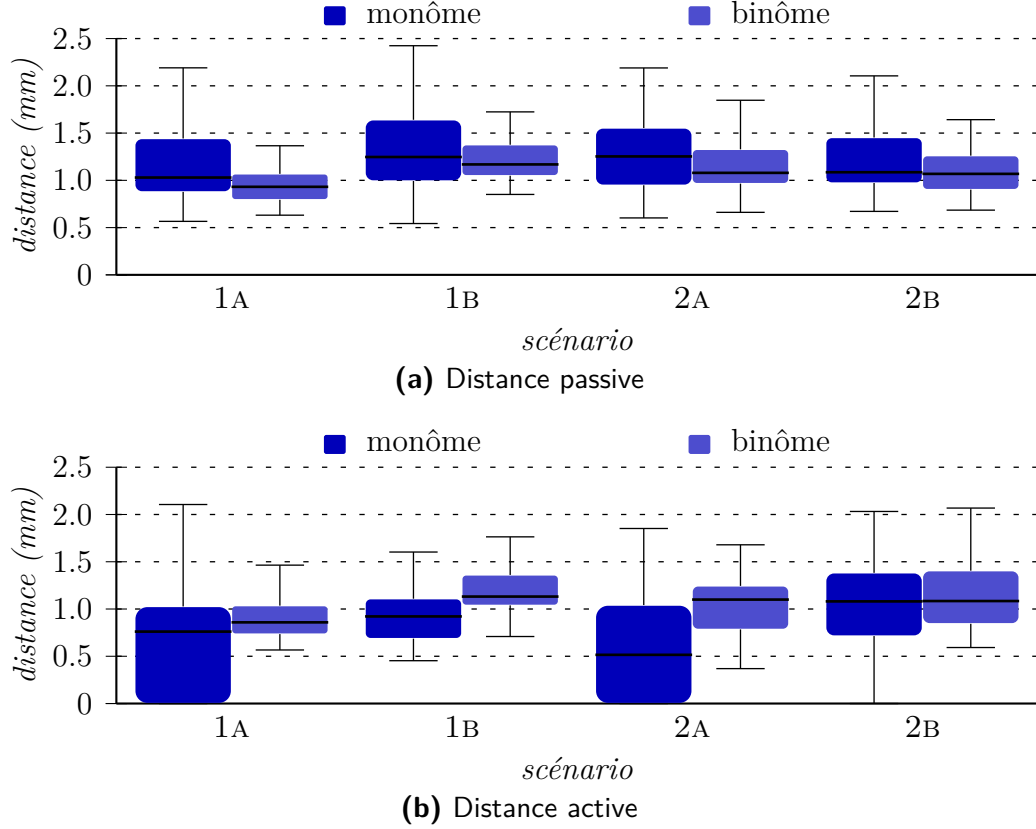 monôme binôme
2.5
2.0
1.5
1.0
0.5
0
distance (mm)
1A 1B 2A 2B
scénario
(a) Distance passive
monôme binôme
2.5
2.0
1.5
1.0
0.5
0
distance (mm)
1A 1B 2A 2B
scénario
(b) Distance active